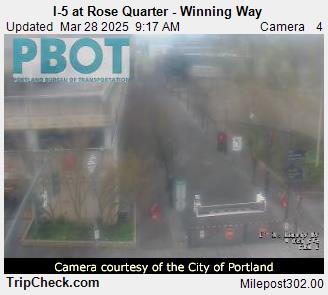 I-5 at Rose Quarter - Winning Way
Updated Mar 28 2025 9:17 AM Camera 4
PBOT
PORTLAND BUREAU OF TRANSPORTATION
Camera courtesy of the City of Portland
TripCheck.com
Milepost302.00